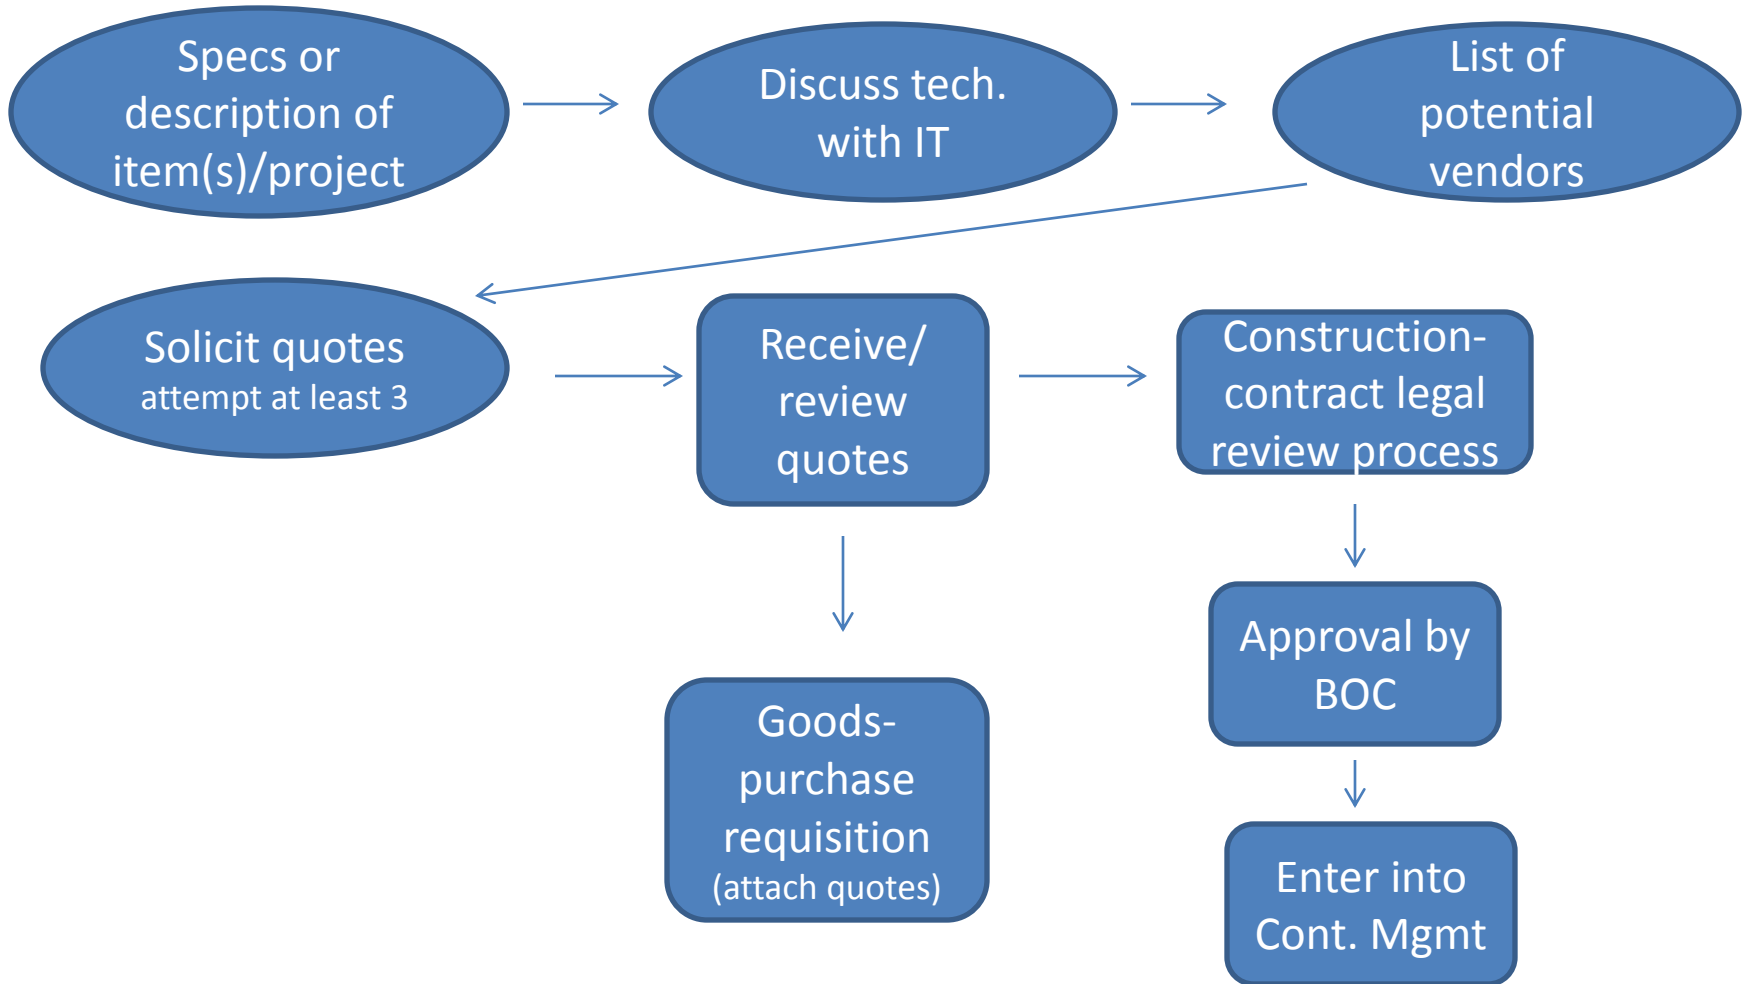 Specs or
description of
item(s)/project
Discuss tech.
with IT
List of
potential
vendors
Solicit quotes
attempt at least 3
Receive/
review
quotes
Construction-
contract legal
review process
Goods-
purchase
requisition
(attach quotes)
Approval by
BOC
Enter into
Cont. Mgmt